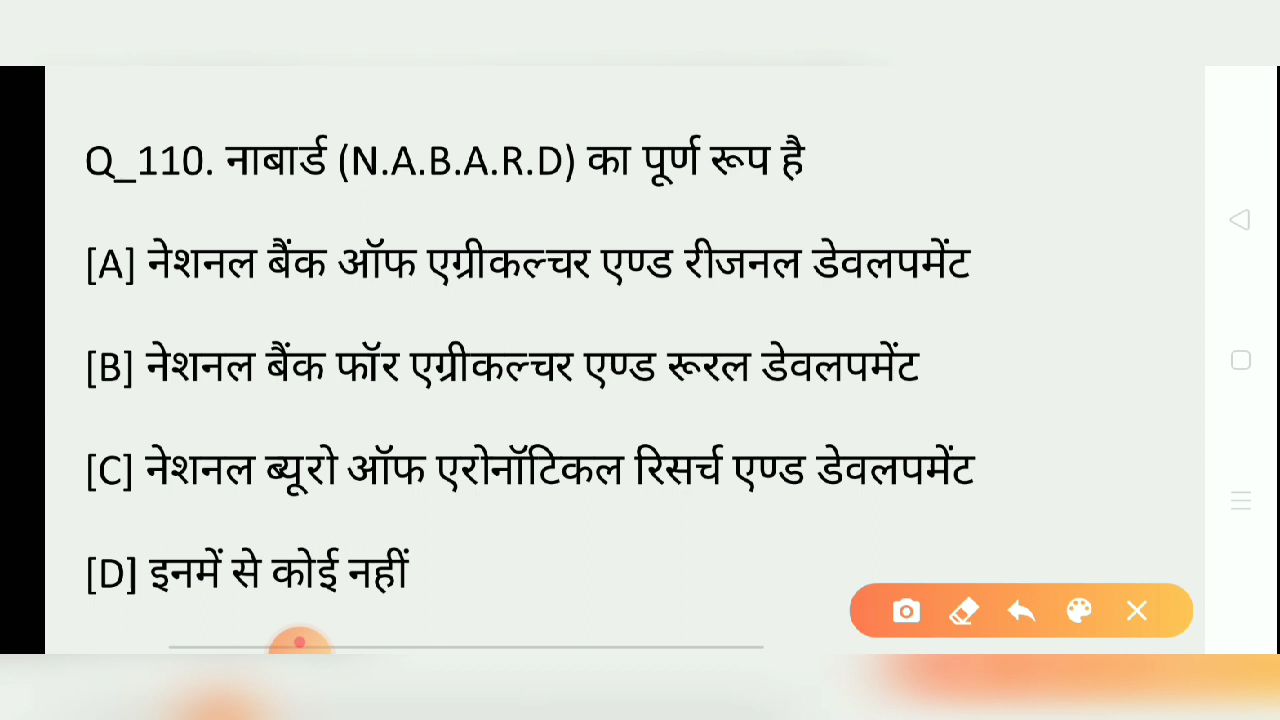 Q_110. नाबार्ड (N.A.B.A.R.D) का पूर्ण रूप है
[A] नेशनल बैंक ऑफ एग्रीकल्चर एण्ड रीजनल डेवलपमेंट
[B] नेशनल बैंक फॉर एग्रीकल्चर एण्ड रूरल डेवलपमेंट
[C] नेशनल ब्यूरो ऑफ एरोनॉटिकल रिसर्च एण्ड डेवलपमेंट
[D] इनमें से कोई नहीं